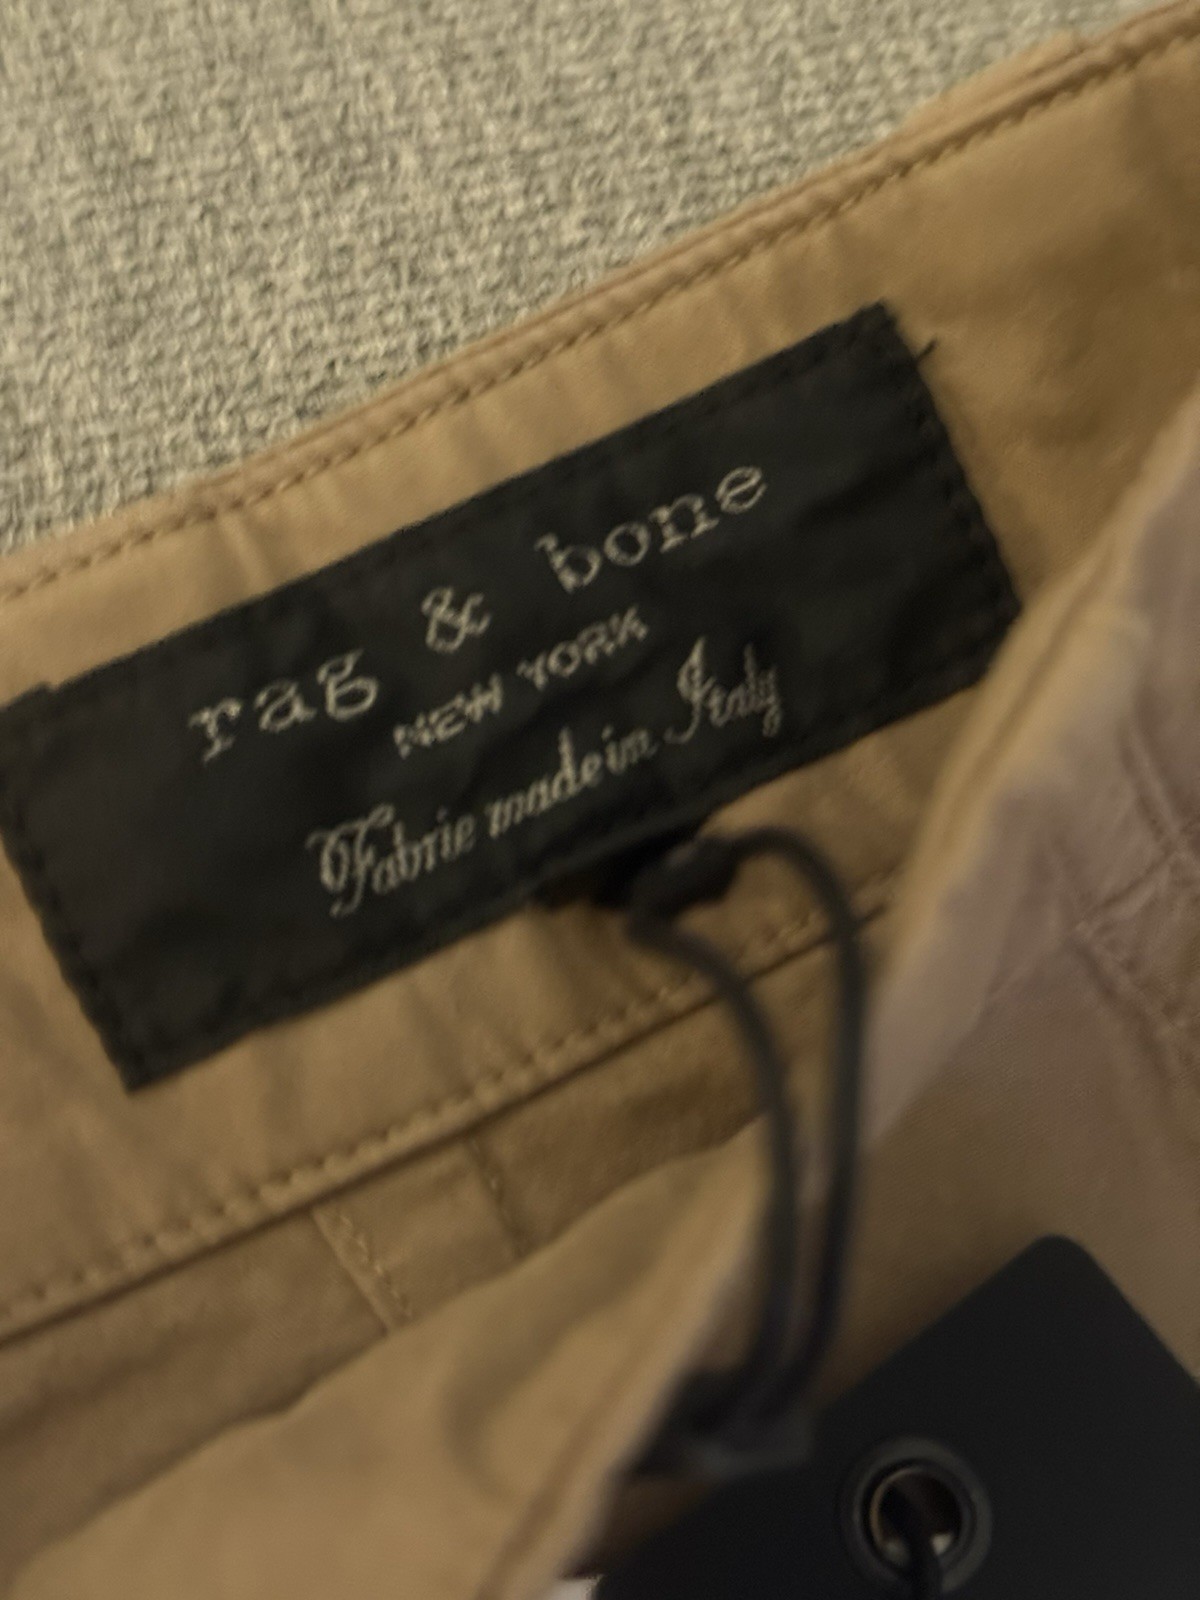 rag & bone
NEW YORK
Fabric made in Italy